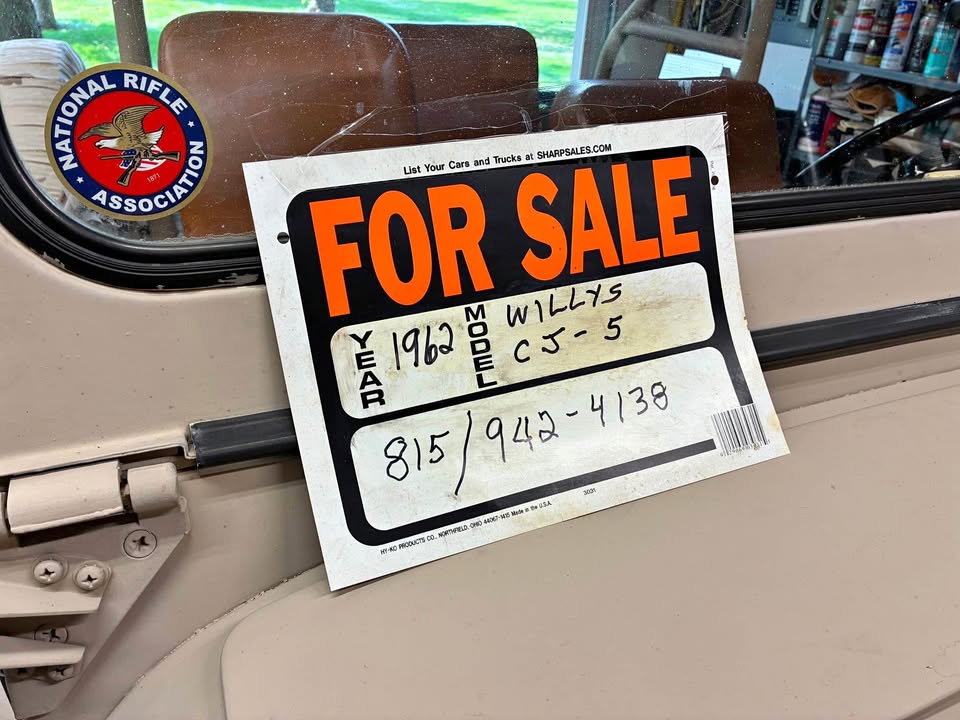 NATIONAL RIFLE
ASSOCIATION
1871
List Your Cars and Trucks at SHARPSALES.COM
FOR SALE
YEAR 1962 MODEL WILLYS
CJ-5
815/942-4138
HY-KO PRODUCTS CO., NORTHFIELD, OHIO 44067-1415 Made in the U.S.A.
3031